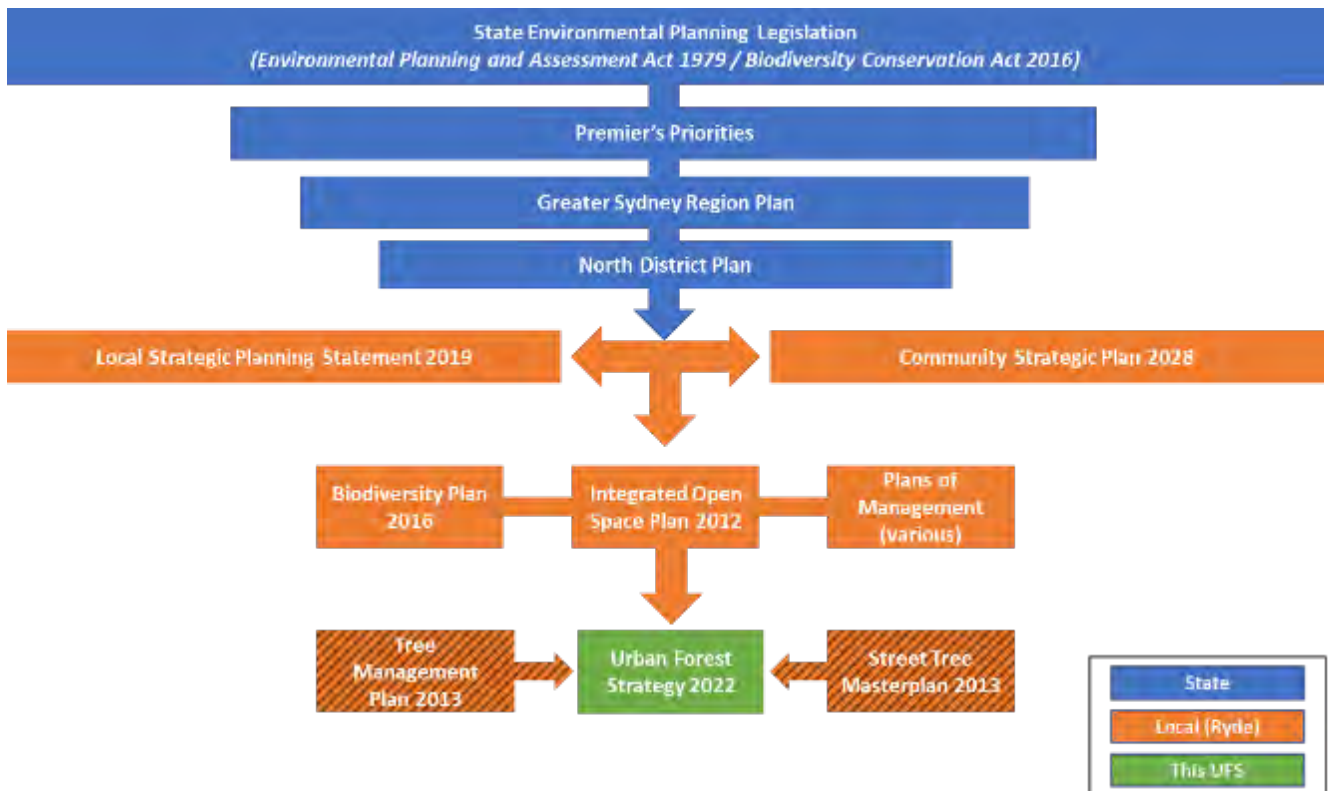 State Environmental Planning Legislation
(Environmental Planning and Assessment Act 1979 / Biodiversity Conservation Act 2016)
Premier's Priorities
Greater Sydney Region Plan
North District Plan
Local Strategic Planning Statement 2019
Community Strategic Plan 2028
Biodiversity Plan
2016
Integrated Open
Space Plan 2012
Plans of
Management
(various)
Tree
Management
Plan 2013
Urban Forest
Strategy 2022
Street Tree
Masterplan 2013
State
Local (Ryde)
This UFS